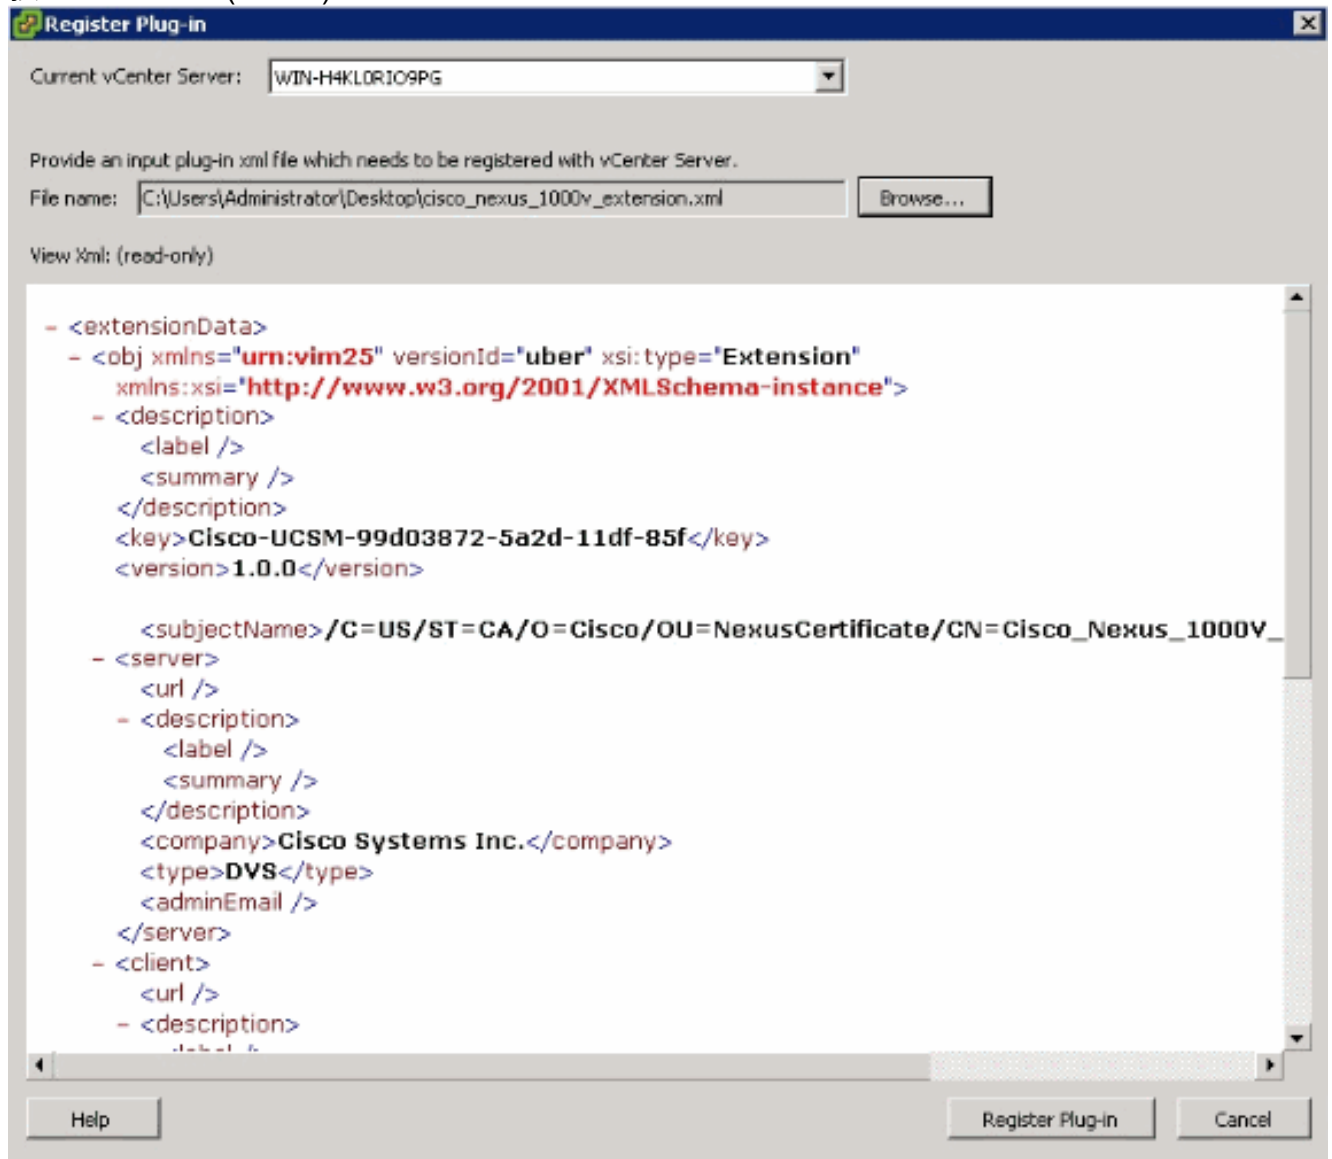 Register Plug-in
Current vCenter Server: WIN-H4KL0RIO9PG
Provide an input plug-in xml file which needs to be registered with vCenter Server.
File name: C:\Users\Administrator\Desktop\cisco_nexus_1000v_extension.xml Browse...
View Xml: (read-only)
- <extensionData>
- <obj xmlns="urn:vim25" versionId="uber" xsi:type="Extension"
xmlns:xsi="http://www.w3.org/2001/XMLSchema-instance">
- <description>
<label />
<summary />
</description>
<key>Cisco-UCSM-99d03872-5a2d-11df-85f</key>
<version>1.0.0</version>
<subjectName>/C=US/ST=CA/O=Cisco/OU=NexusCertificate/CN=Cisco_Nexus_1000V_
- <server>
<url />
- <description>
<label />
<summary />
</description>
<company>Cisco Systems Inc.</company>
<type>DVS</type>
<adminEmail />
</server>
- <client>
<url />
- <description>
Help Register Plug-in Cancel